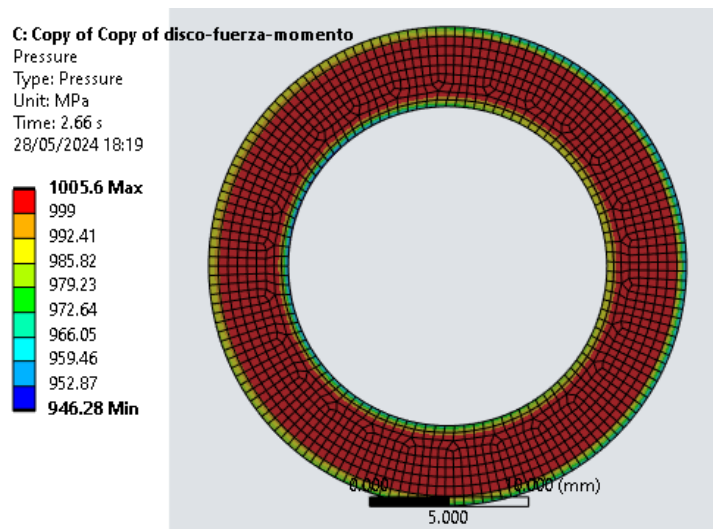 C: Copy of Copy of disco-fuerza-momento
Pressure
Type: Pressure
Unit: MPa
Time: 2.66 s
28/05/2024 18:19
1005.6 Max
999
992.41
985.82
979.23
972.64
966.05
959.46
952.87
946.28 Min
0.000 10.000 (mm)
5.000